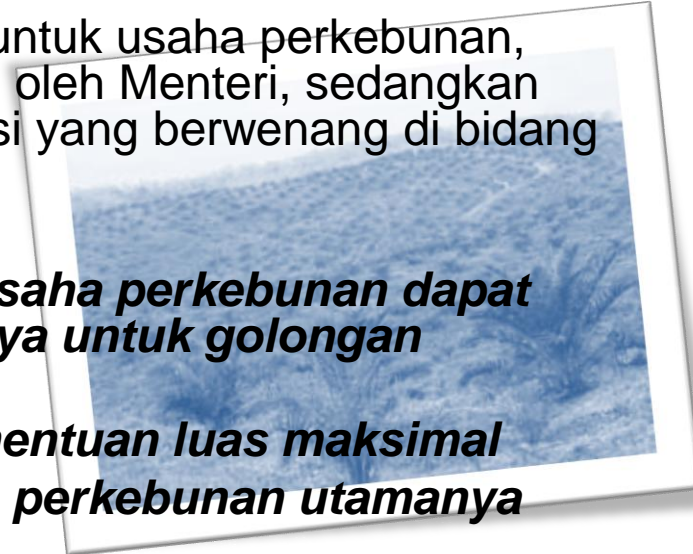 untuk usaha perkebunan,
oleh Menteri, sedangkan
si yang berwenang di bidang
saha perkebunan dapat
ya untuk golongan
nentuan luas maksimal
perkebunan utamanya